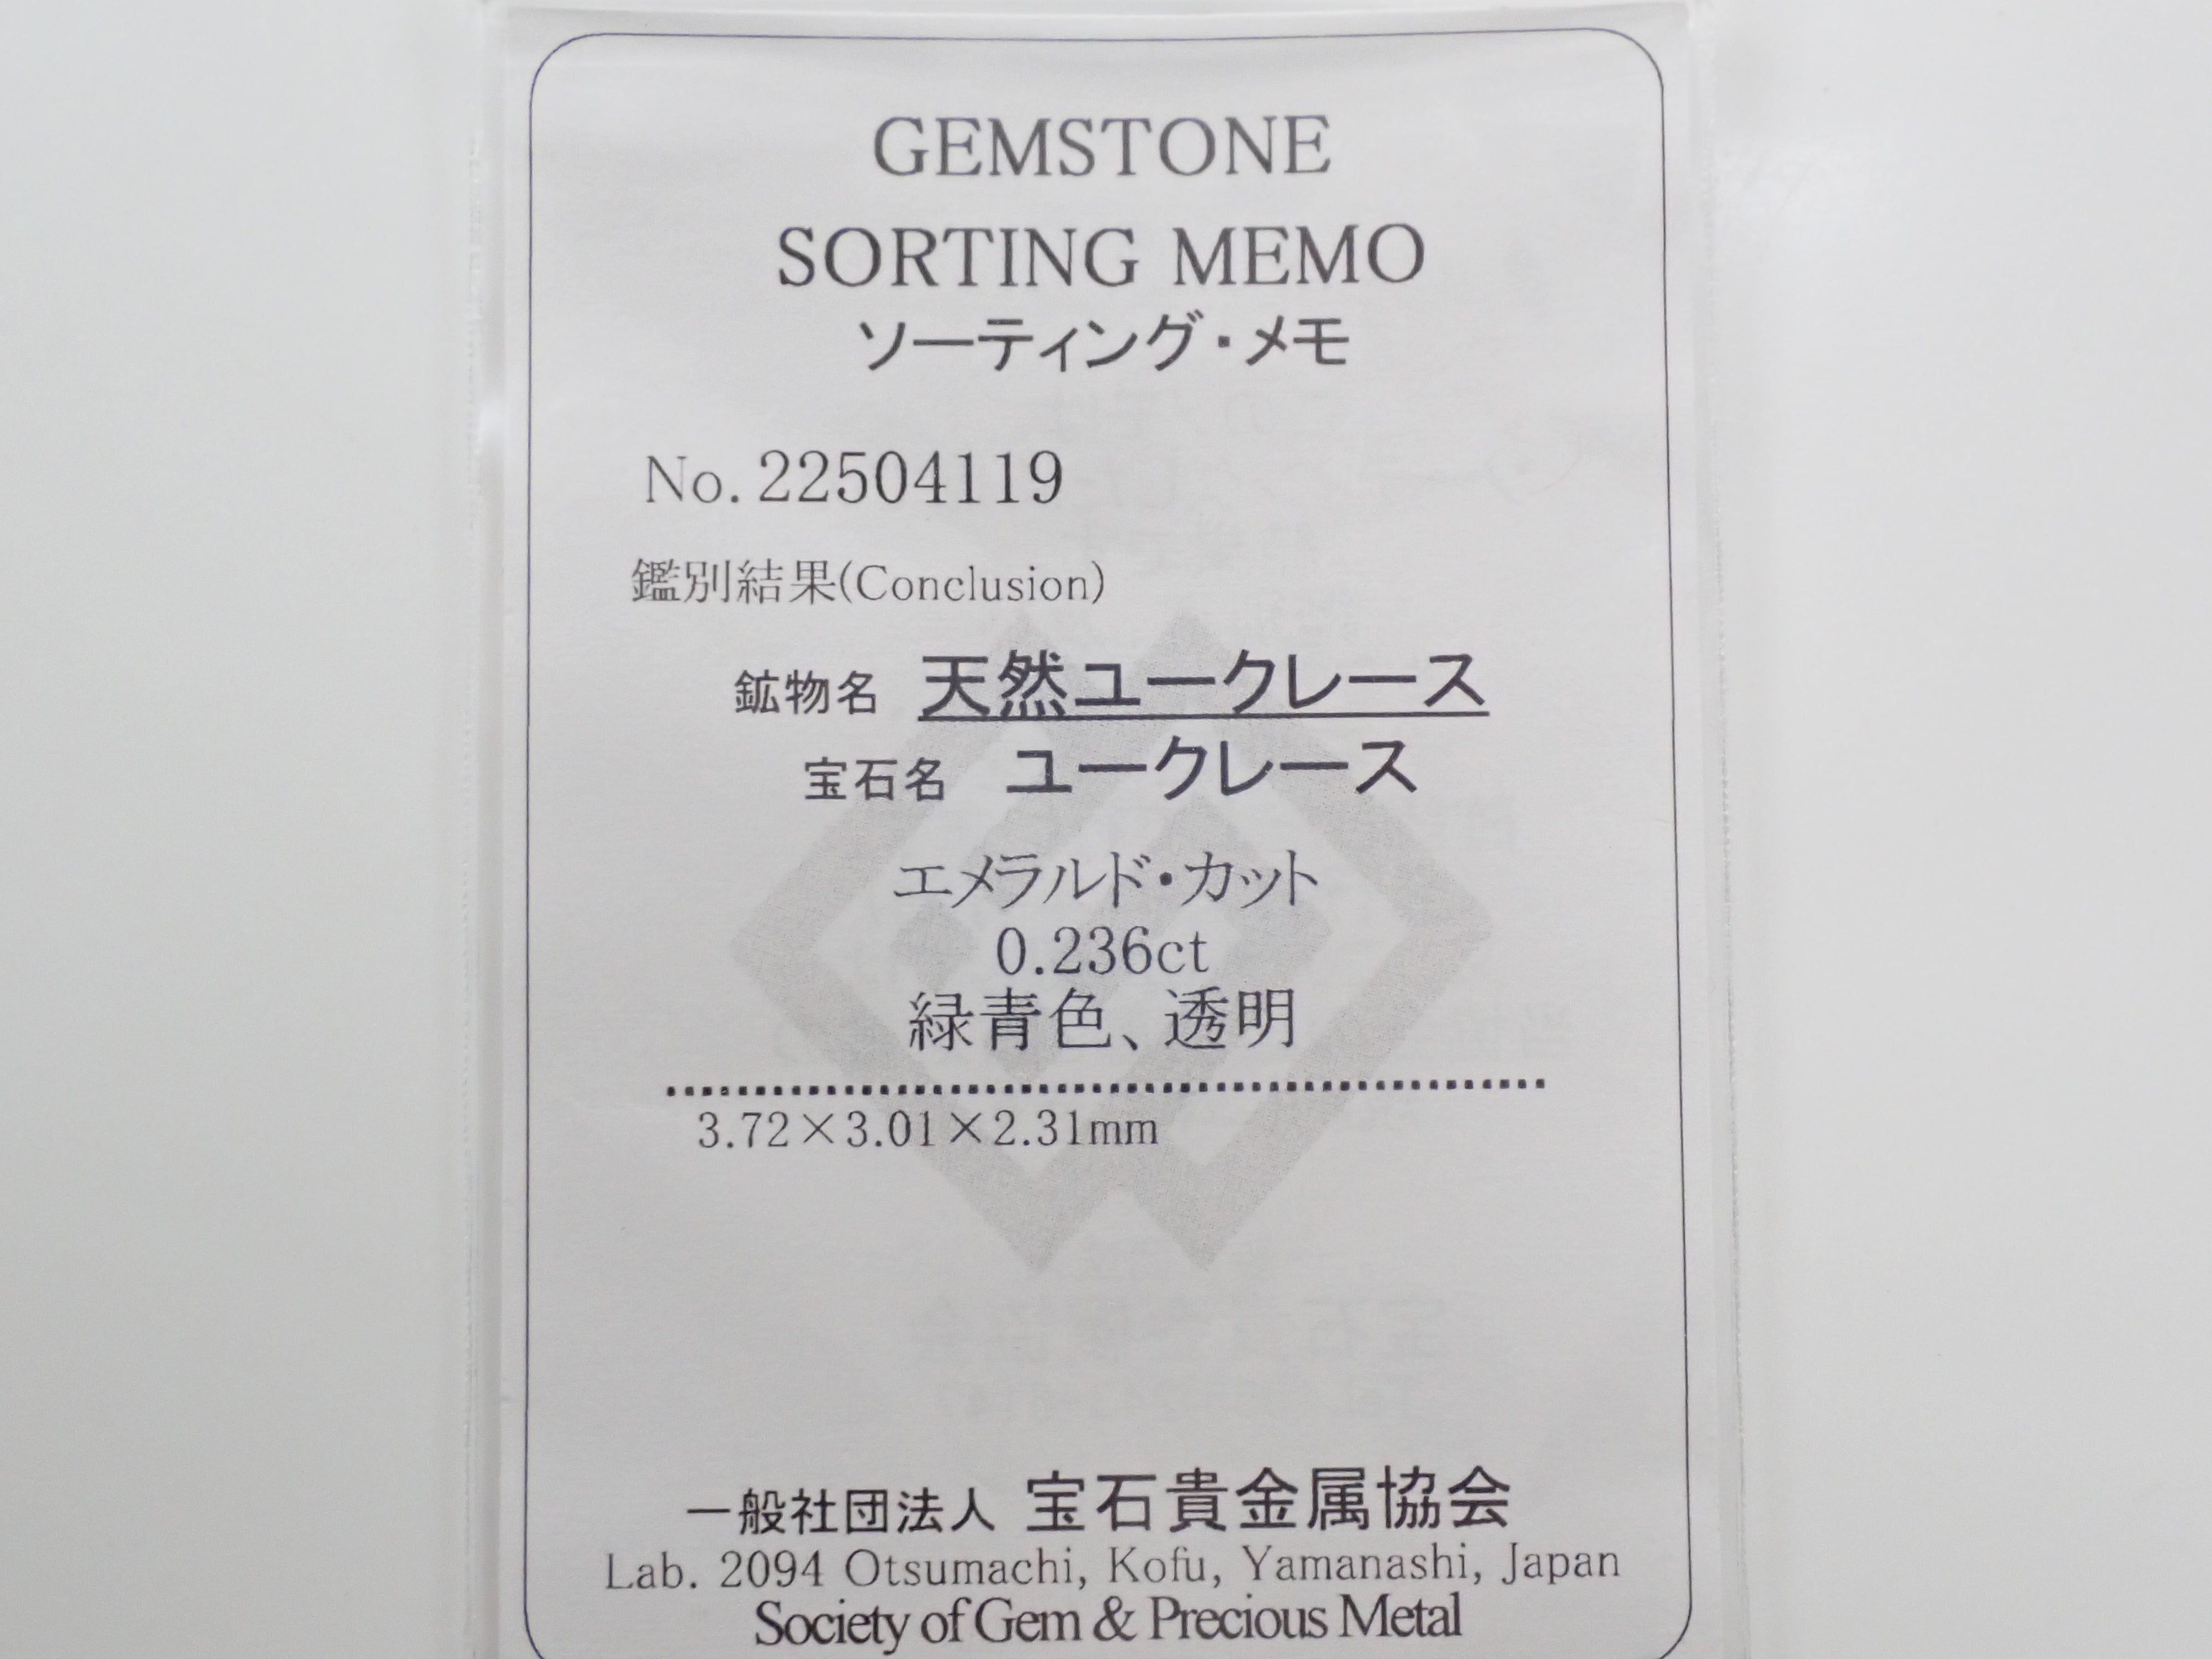 GEMSTONE
SORTING MEMO
ソーティング・メモ
No. 22504119
鑑別結果(Conclusion)
鉱物名 天然ユークレース
宝石名 ユークレース
エメラルド・カット
0.236ct
緑青色、透明
3.72×3.01×2.31mm
一般社団法人 宝石貴金属協会
Lab. 2094 Otsumachi, Kofu, Yamanashi, Japan
Society of Gem & Precious Metal